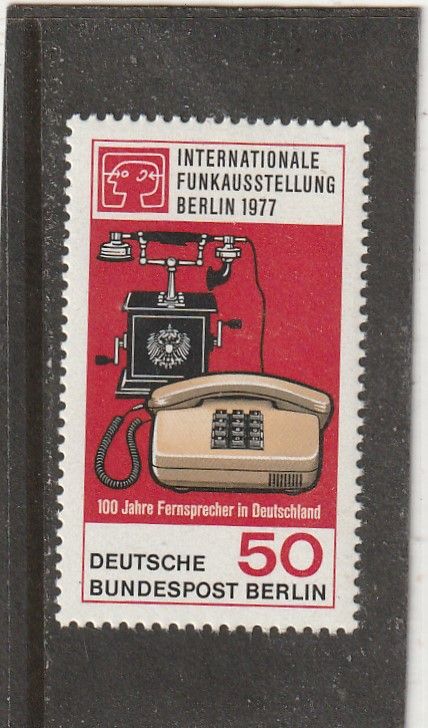 INTERNATIONALE
FUNKAUSSTELLUNG
BERLIN 1977
100 Jahre Fernsprecher in Deutschland
DEUTSCHE 50
BUNDESPOST BERLIN